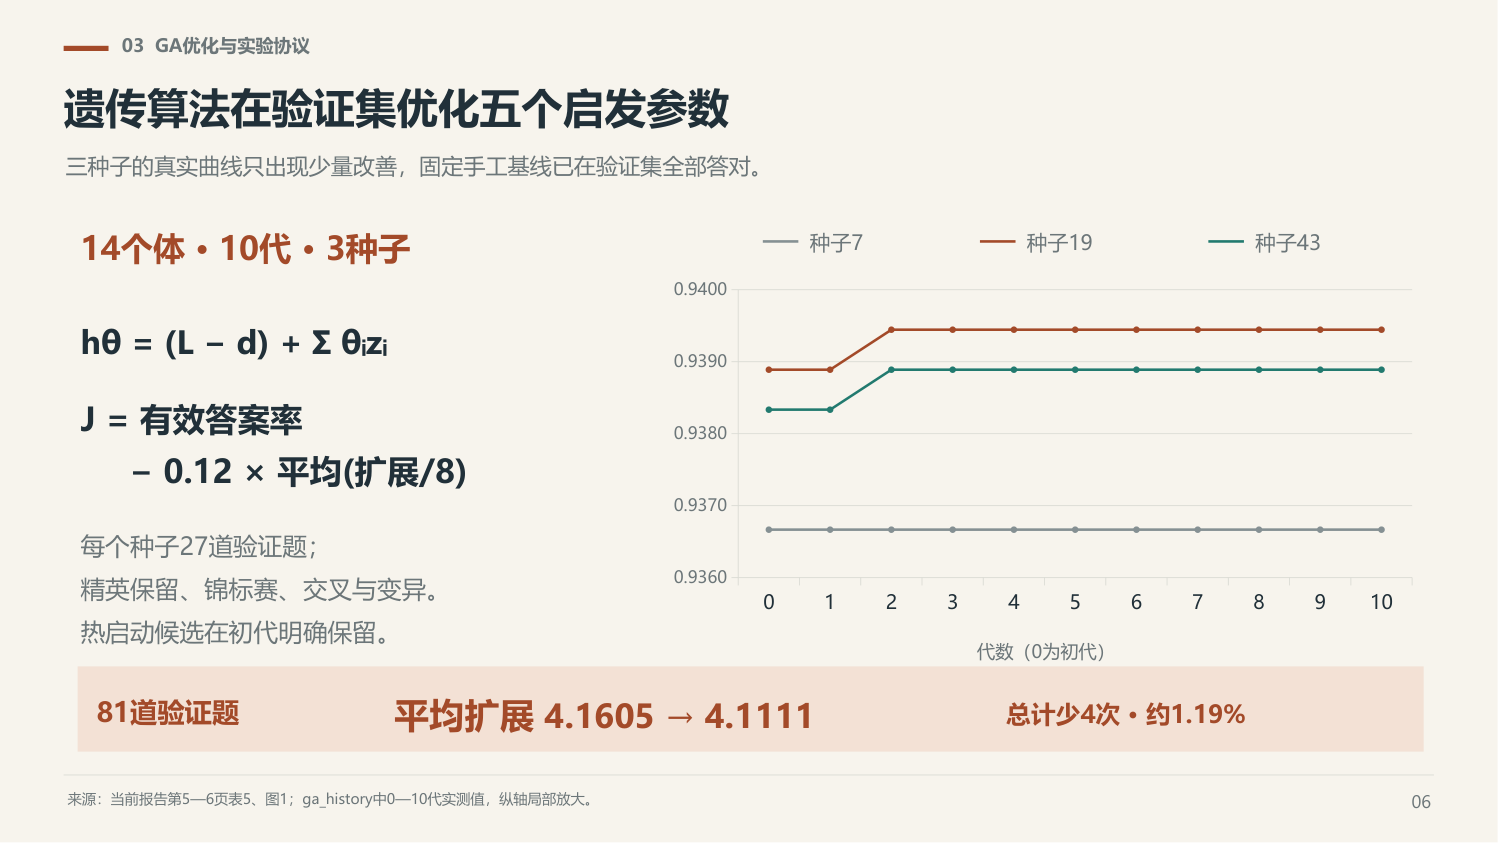 03 GA优化与实验协议
遗传算法在验证集优化五个启发参数
三种子的真实曲线只出现少量改善，固定手工基线已在验证集全部答对。
14个体·10代·3种子
hθ = (L − d) + Σ θᵢzᵢ
J = 有效答案率
− 0.12 × 平均(扩展/8)
每个种子27道验证题；
精英保留、锦标赛、交叉与变异。
热启动候选在初代明确保留。
种子7 种子19 种子43
0.9400
0.9390
0.9380
0.9370
0.9360
0 1 2 3 4 5 6 7 8 9 10
代数（0为初代）
81道验证题 平均扩展 4.1605 → 4.1111 总计少4次·约1.19%
来源：当前报告第5—6页表5、图1；ga_history中0—10代实测值，纵轴局部放大。
06